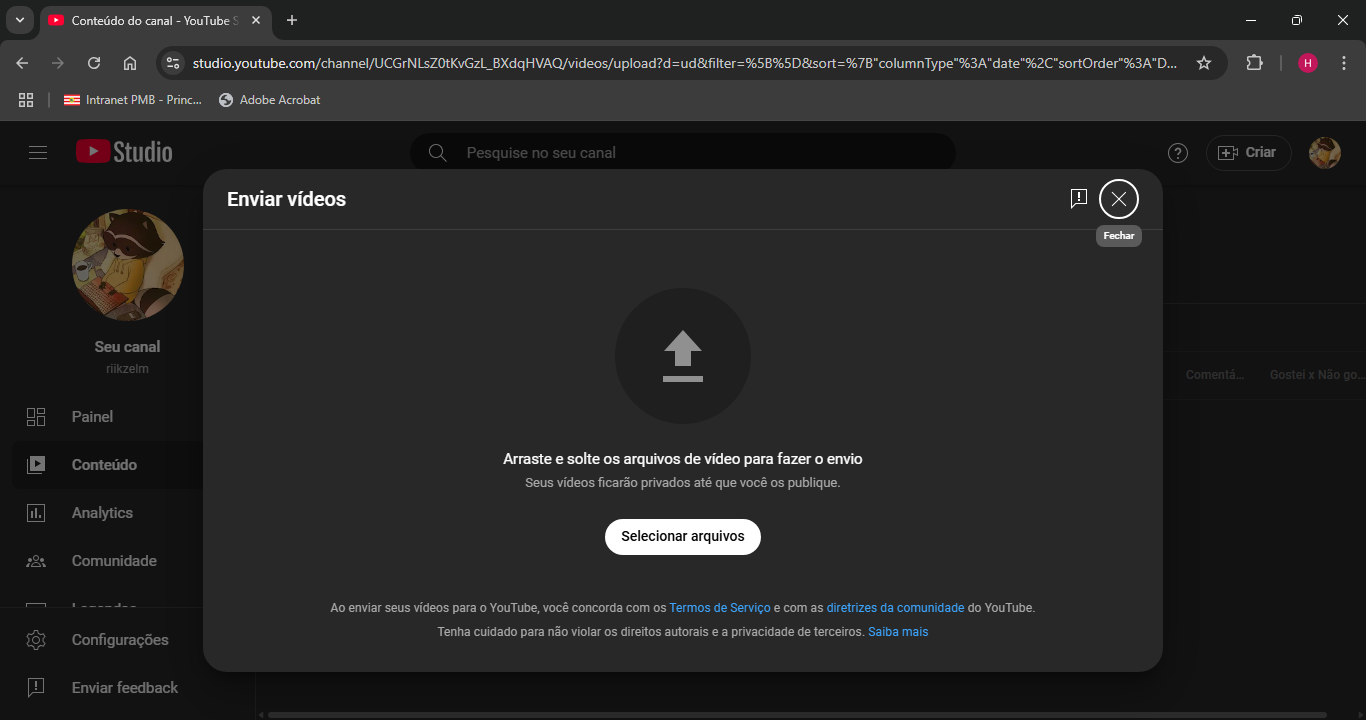 Conteúdo do canal - YouTube S
studio.youtube.com/channel/UCGrNLsZ0tKvGzL_BXdqHVAQ/videos/upload?d=ud&filter=%5B%5D&sort=%7B"columnType"%3A"date"%2C"sortOrder"%3A"D...
H
Intranet PMB - Princ...
Adobe Acrobat
Studio
Pesquise no seu canal
Criar
Enviar vídeos
Fechar
Seu canal
riikzelm
Comentá...
Gostei x Não go...
Painel
Conteúdo
Analytics
Comunidade
Legendas
Configurações
Enviar feedback
Arraste e solte os arquivos de vídeo para fazer o envio
Seus vídeos ficarão privados até que você os publique.
Selecionar arquivos
Ao enviar seus vídeos para o YouTube, você concorda com os Termos de Serviço e com as diretrizes da comunidade do YouTube.
Tenha cuidado para não violar os direitos autorais e a privacidade de terceiros. Saiba mais